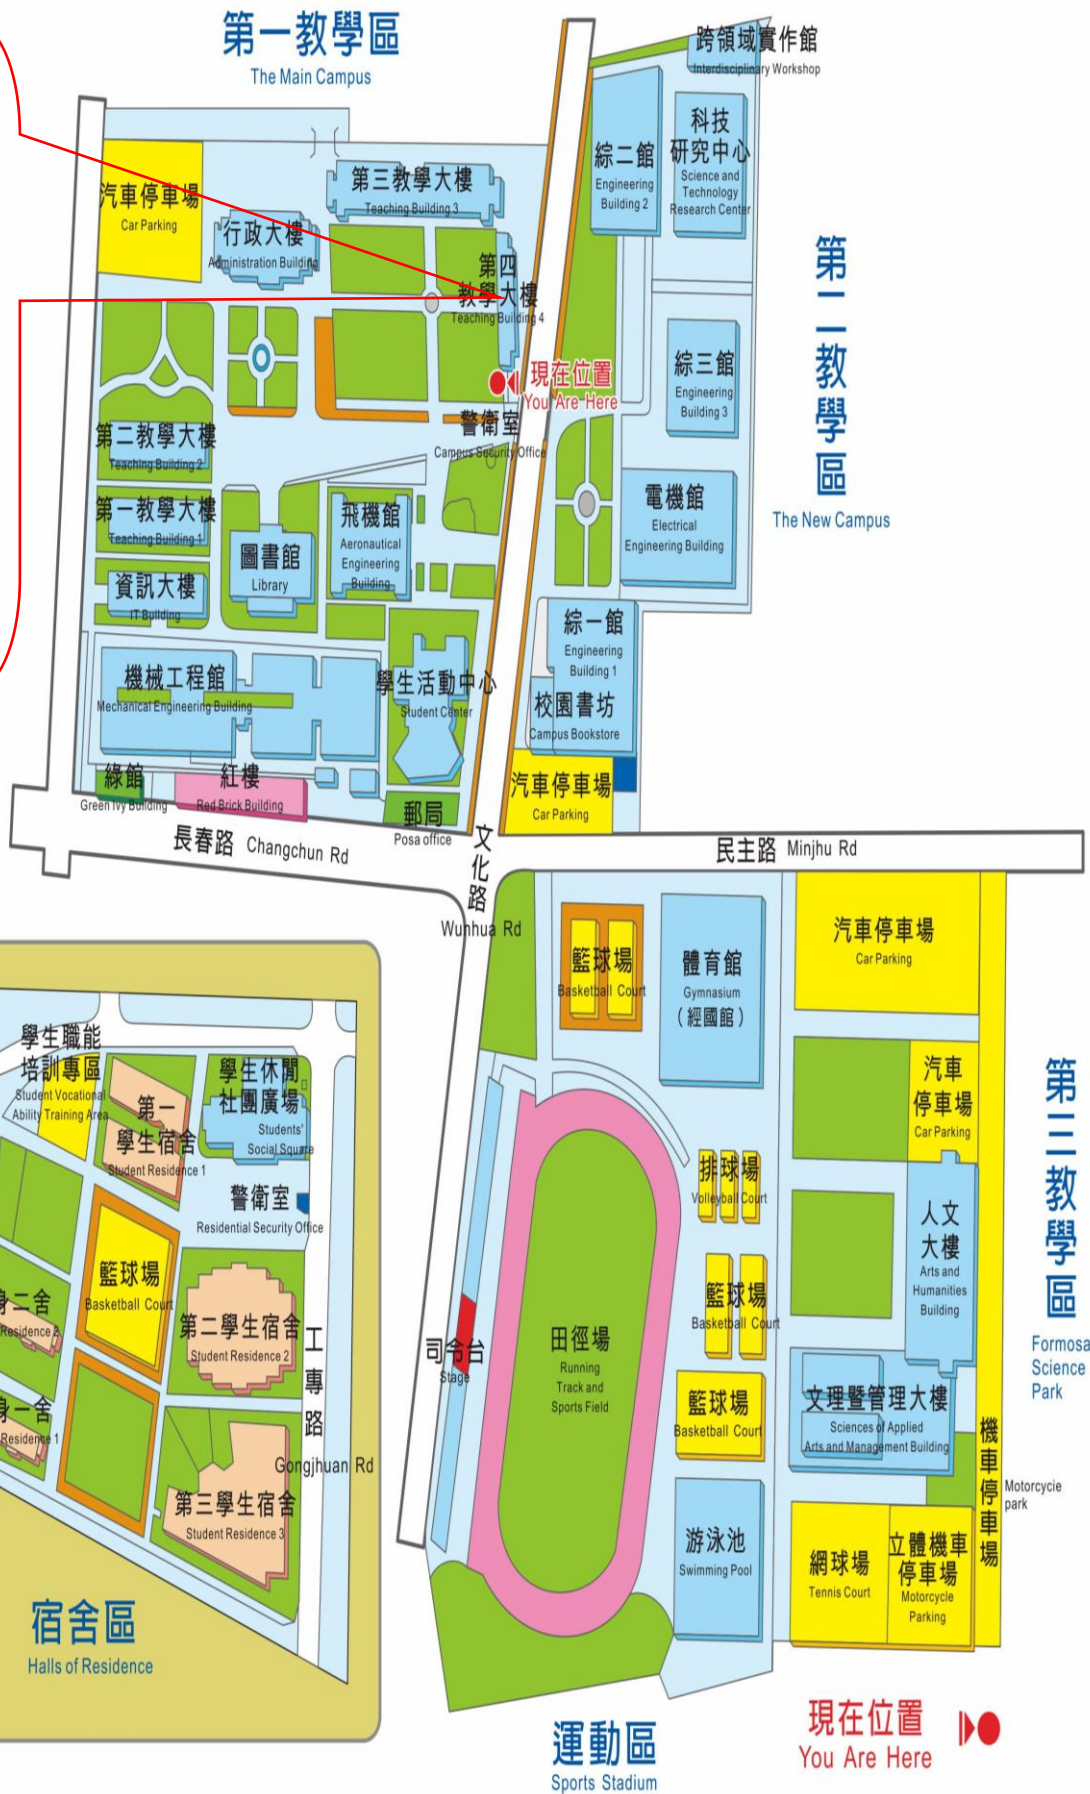 第一教學區
The Main Campus
跨領域實作館
Interdisciplinary Workshop
汽車停車場
Car Parking
第三教學大樓
Teaching Building 3
行政大樓
Administration Building
第四
教學大樓
Teaching Building 4
綜二館
Engineering
Building 2
科技
研究中心
Science and
Technology
Research Center
第二教學區
The New Campus
綜三館
Engineering
Building 3
現在位置
You Are Here
警衛室
Campus Security Office
第二教學大樓
Teaching Building 2
第一教學大樓
Teaching Building 1
資訊大樓
IT Building
圖書館
Library
飛機館
Aeronautical
Engineering
Building
電機館
Electrical
Engineering Building
綜一館
Engineering
Building 1
校園書坊
Campus Bookstore
機械工程館
Mechanical Engineering Building
學生活動中心
Student Center
綠館
Green Ivy Building
紅樓
Red Brick Building
郵局
Posa office
汽車停車場
Car Parking
長春路 Changchun Rd
文化路
Wunhua Rd
民主路 Minjhu Rd
籃球場
Basketball Court
體育館
Gymnasium
(經國館)
汽車停車場
Car Parking
汽車
停車場
Car Parking
第三教學區
Formosa
Science
Park
學生職能
培訓專區
Student Vocational
Ability Training Area
第一
學生宿舍
Student Residence 1
學生休閒
社團廣場
Students'
Social Square
警衛室
Residential Security Office
籃球場
Basketball Court
第二學生宿舍
Student Residence 2
二舍
Residence 2
一舍
Residence 1
工專路
Gongjhuan Rd
第三學生宿舍
Student Residence 3
宿舍區
Halls of Residence
排球場
Volleyball Court
籃球場
Basketball Court
籃球場
Basketball Court
司令台
Stage
田徑場
Running
Track and
Sports Field
人文
大樓
Arts and
Humanities
Building
文理暨管理大樓
Sciences of Applied
Arts and Management Building
機車停車場
Motorcycle
park
游泳池
Swimming Pool
網球場
Tennis Court
立體機車
停車場
Motorcycle
Parking
運動區
Sports Stadium
現在位置
You Are Here